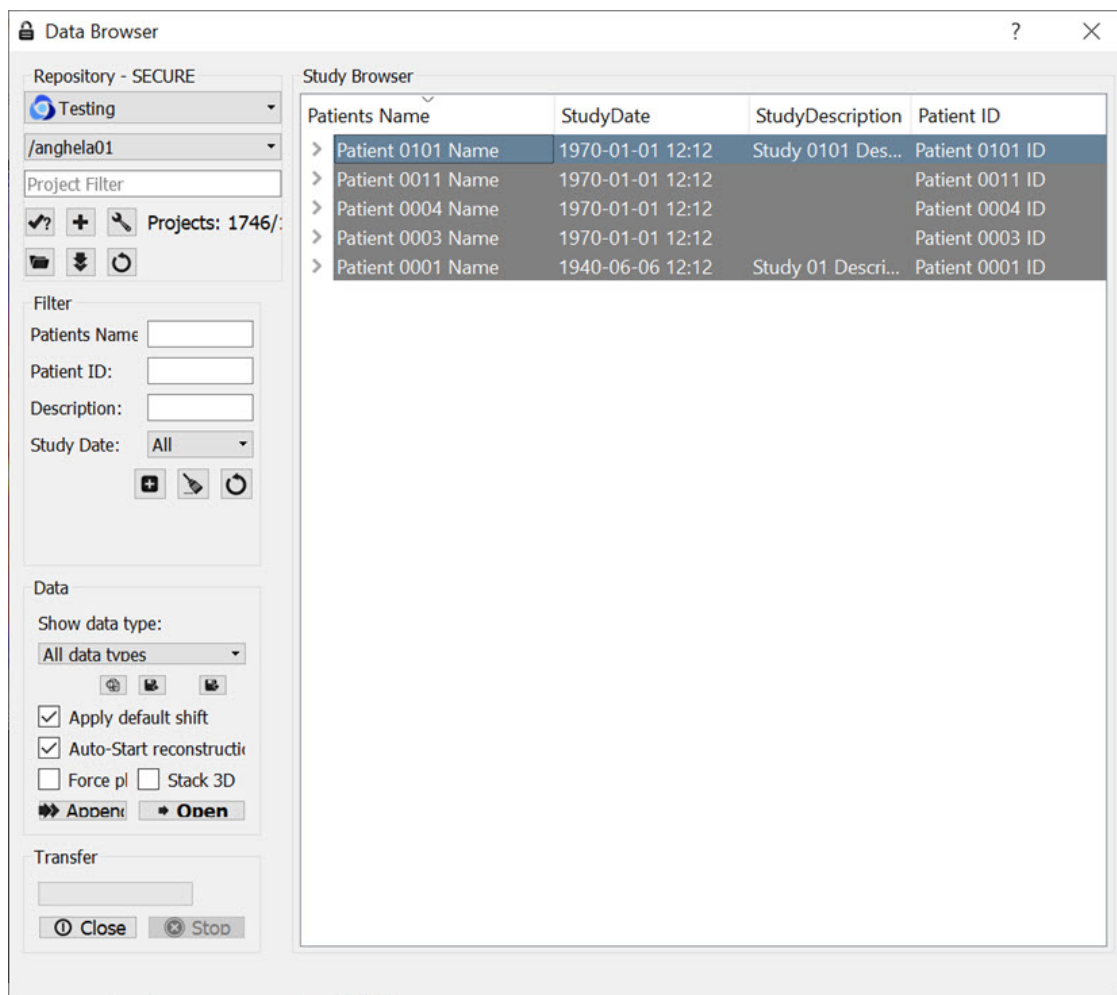 Data Browser
Repository - SECURE
Testing
/anghela01
Project Filter
Projects: 1746/
Filter
Patients Name
Patient ID:
Description:
Study Date: All
Data
Show data type:
All data types
Apply default shift
Auto-Start reconstructi
Force pl Stack 3D
Append Open
Transfer
Close Stop
Study Browser
Patients Name StudyDate StudyDescription Patient ID
Patient 0101 Name 1970-01-01 12:12 Study 0101 Des... Patient 0101 ID
Patient 0011 Name 1970-01-01 12:12 Patient 0011 ID
Patient 0004 Name 1970-01-01 12:12 Patient 0004 ID
Patient 0003 Name 1970-01-01 12:12 Patient 0003 ID
Patient 0001 Name 1940-06-06 12:12 Study 01 Descri... Patient 0001 ID